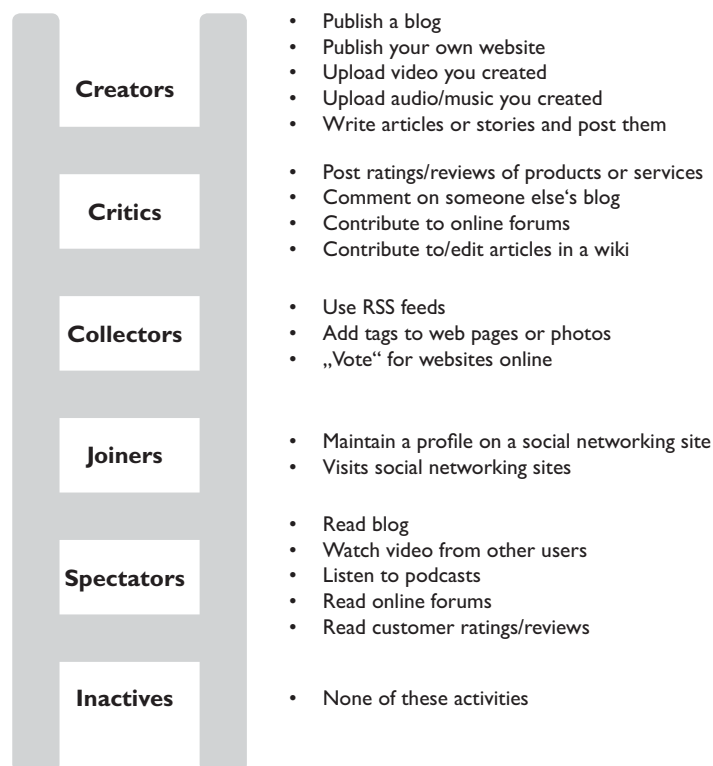 Creators
• Publish a blog
• Publish your own website
• Upload video you created
• Upload audio/music you created
• Write articles or stories and post them
Critics
• Post ratings/reviews of products or services
• Comment on someone else‘s blog
• Contribute to online forums
• Contribute to/edit articles in a wiki
Collectors
• Use RSS feeds
• Add tags to web pages or photos
• „Vote“ for websites online
Joiners
• Maintain a profile on a social networking site
• Visits social networking sites
Spectators
• Read blog
• Watch video from other users
• Listen to podcasts
• Read online forums
• Read customer ratings/reviews
Inactives
• None of these activities